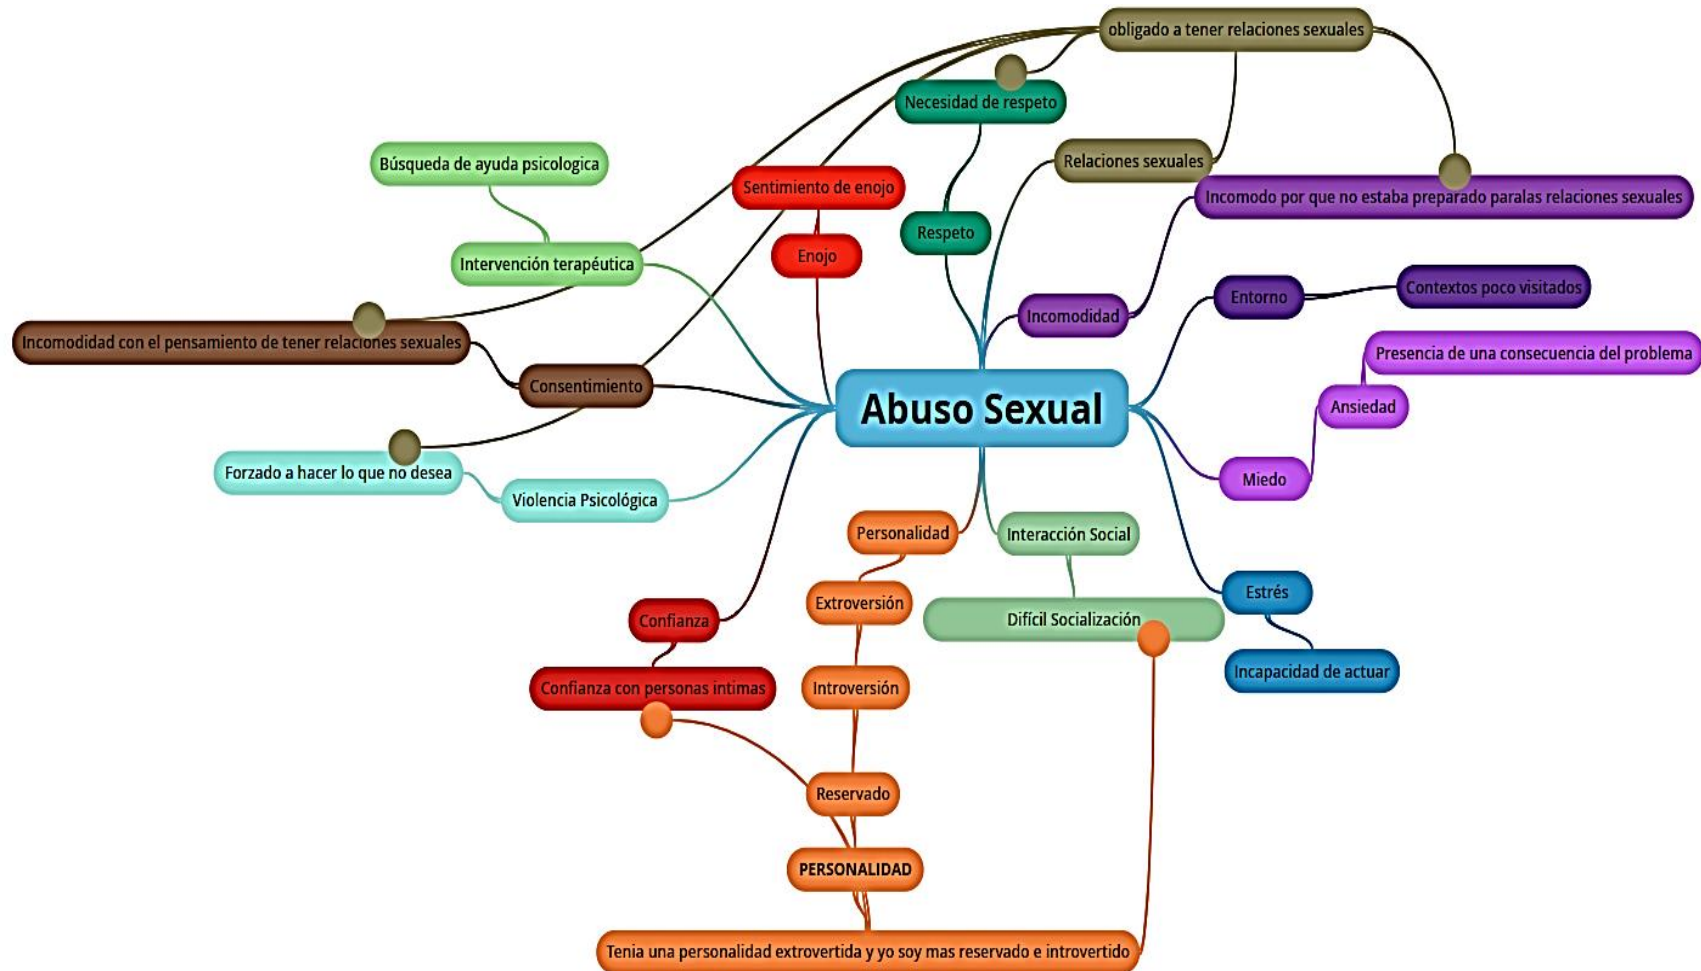 obligado a tener relaciones sexuales
Necesidad de respeto
Relaciones sexuales
Búsqueda de ayuda psicologica
Sentimiento de enojo
Incomodo por que no estaba preparado paralas relaciones sexuales
Respeto
Enojo
Intervención terapéutica
Entorno
Contextos poco visitados
Incomodidad
Incomodidad con el pensamiento de tener relaciones sexuales
Presencia de una consecuencia del problema
Consentimiento
Abuso Sexual
Ansiedad
Forzado a hacer lo que no desea
Violencia Psicológica
Miedo
Personalidad
Interacción Social
Extroversión
Estrés
Confianza
Difícil Socialización
Incapacidad de actuar
Confianza con personas intimas
Introversión
Reservado
PERSONALIDAD
Tenia una personalidad extrovertida y yo soy mas reservado e introvertido